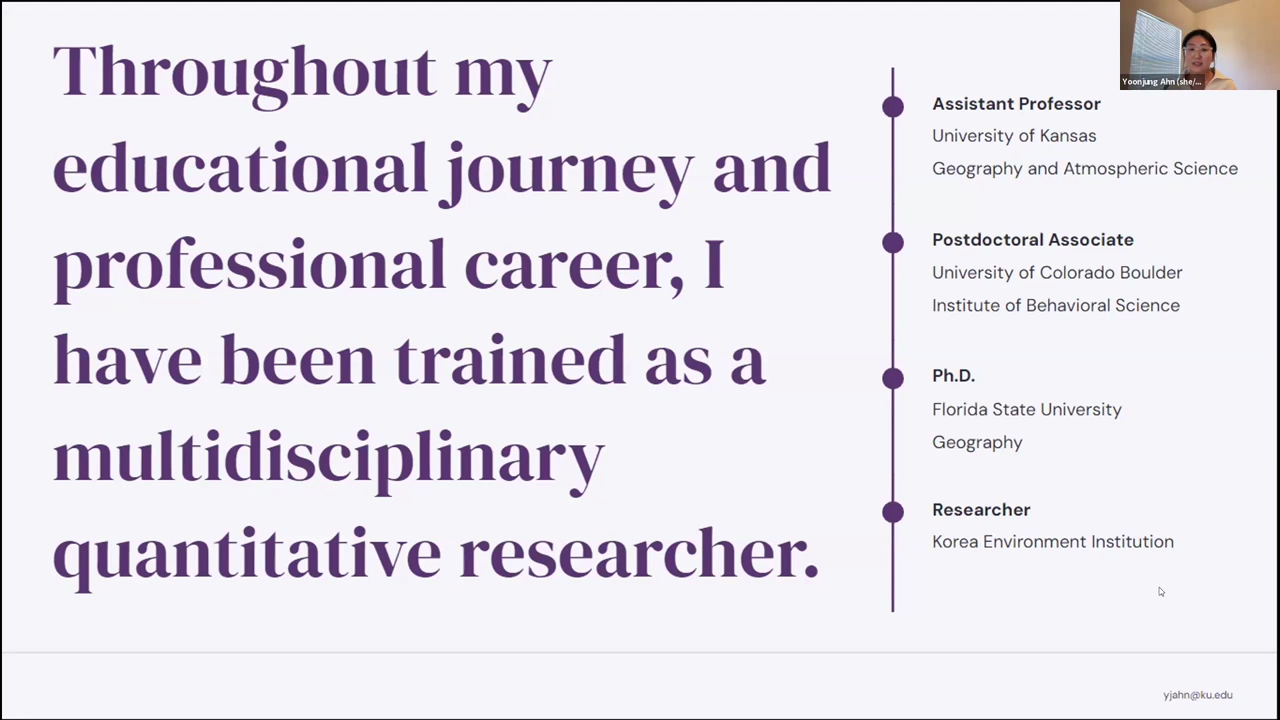 Throughout my
educational journey and
professional career, I
have been trained as a
multidisciplinary
quantitative researcher.
Yoonjung Ahn (she/...
Assistant Professor
University of Kansas
Geography and Atmospheric Science
Postdoctoral Associate
University of Colorado Boulder
Institute of Behavioral Science
Ph.D.
Florida State University
Geography
Researcher
Korea Environment Institution
yjahn@ku.edu